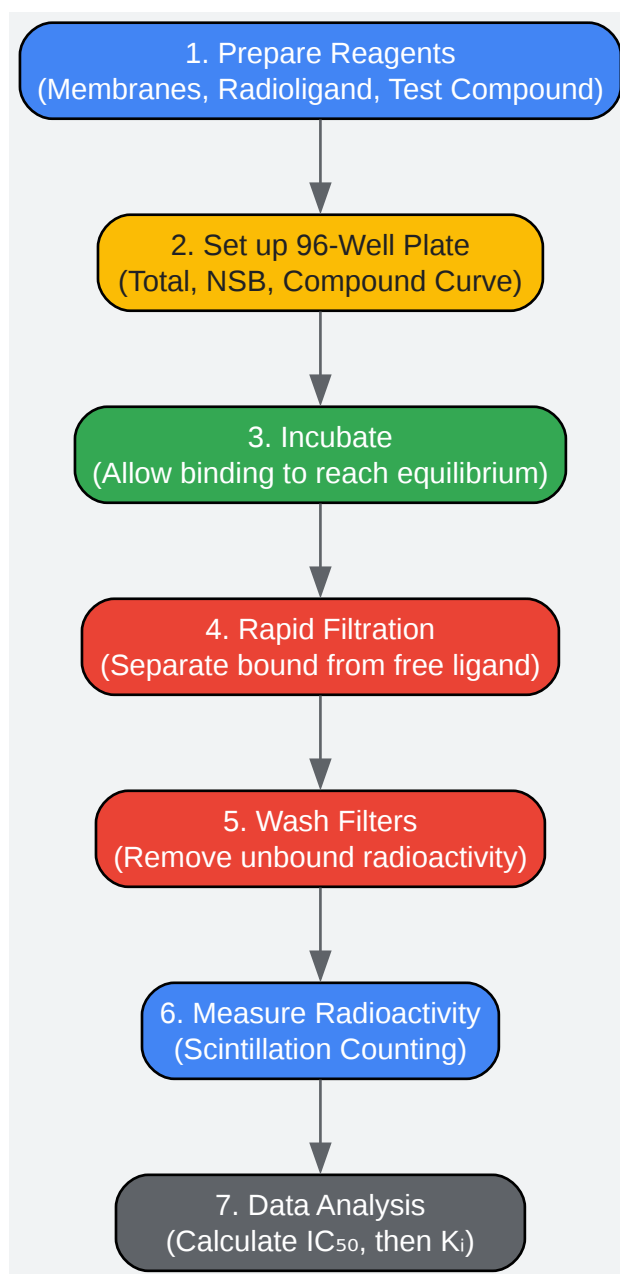 1. Prepare Reagents
(Membranes, Radioligand, Test Compound)
2. Set up 96-Well Plate
(Total, NSB, Compound Curve)
3. Incubate
(Allow binding to reach equilibrium)
4. Rapid Filtration
(Separate bound from free ligand)
5. Wash Filters
(Remove unbound radioactivity)
6. Measure Radioactivity
(Scintillation Counting)
7. Data Analysis
(Calculate IC₅₀, then Kᵢ)